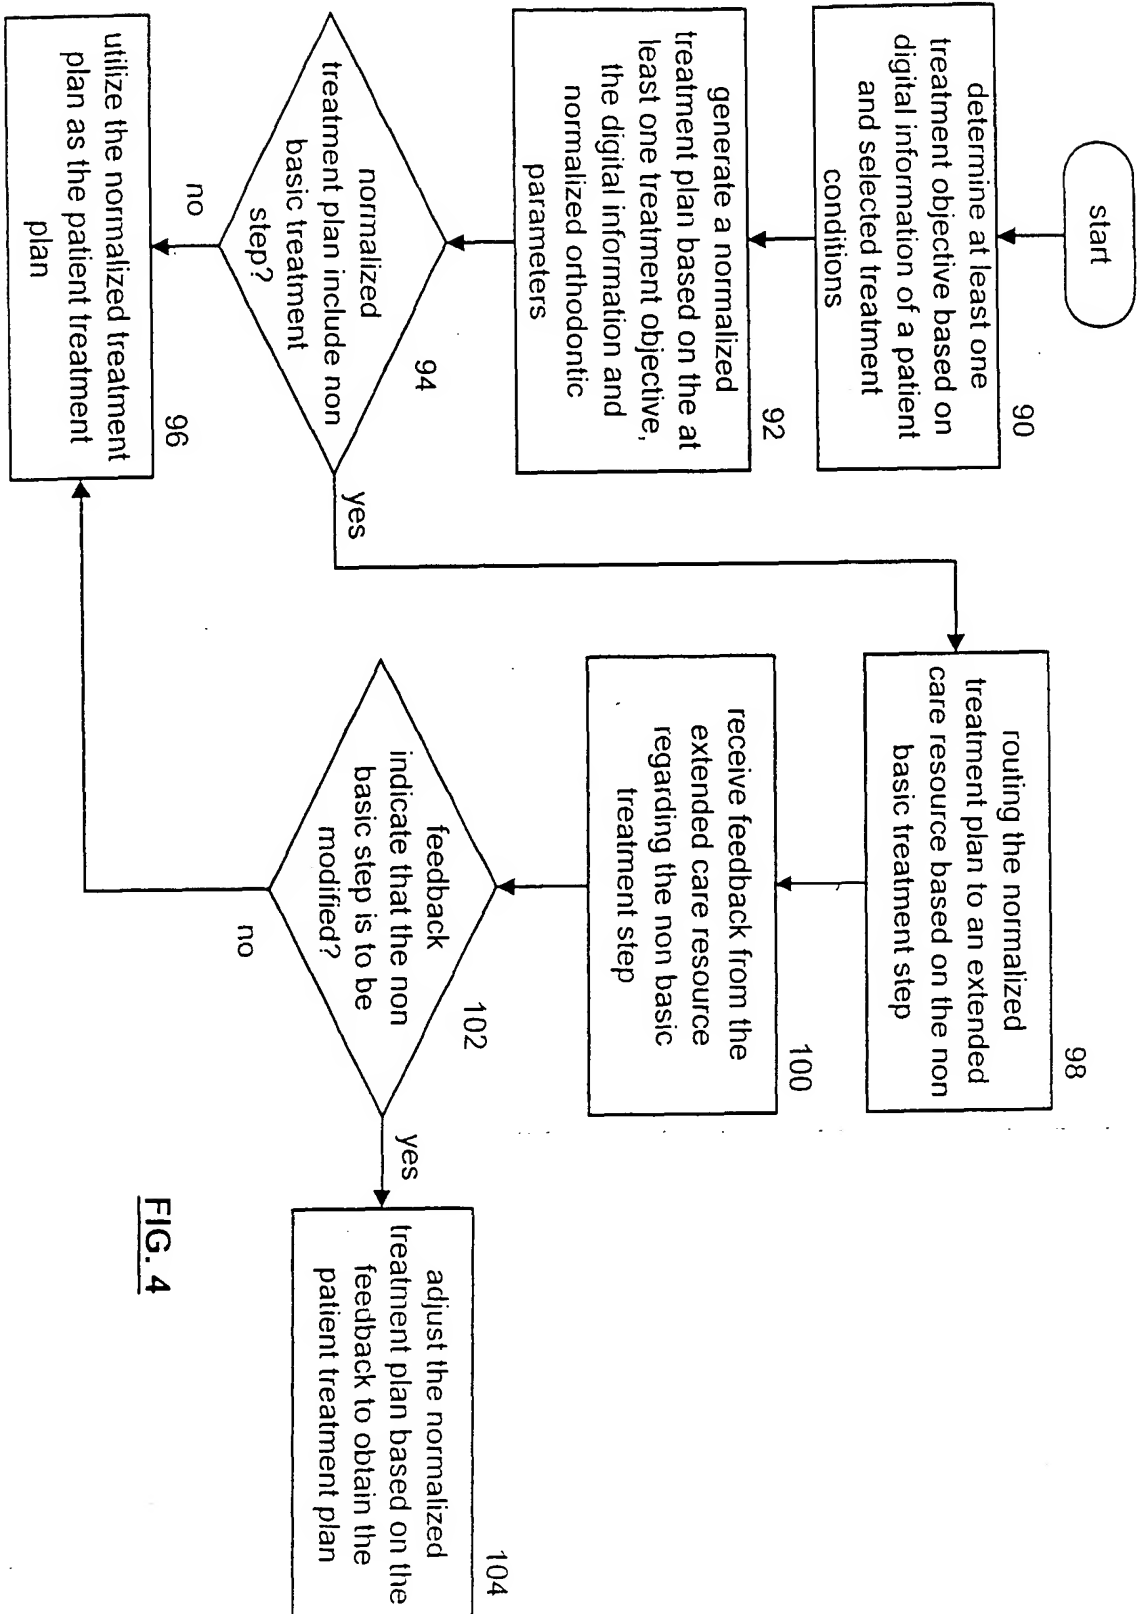 start
90
determine at least one
treatment objective based on
digital information of a patient
and selected treatment
conditions
92
generate a normalized
treatment plan based on the at
least one treatment objective,
the digital information and
normalized orthodontic
parameters
94
normalized
treatment plan include non
basic treatment
step?
no
yes
96
utilize the normalized treatment
plan as the patient treatment
plan
98
routing the normalized
treatment plan to an extended
care resource based on the non
basic treatment step
100
receive feedback from the
extended care resource
regarding the non basic
treatment step
102
feedback
indicate that the non
basic step is to be
modified?
no
yes
104
adjust the normalized
treatment plan based on the
feedback to obtain the
patient treatment plan
FIG. 4